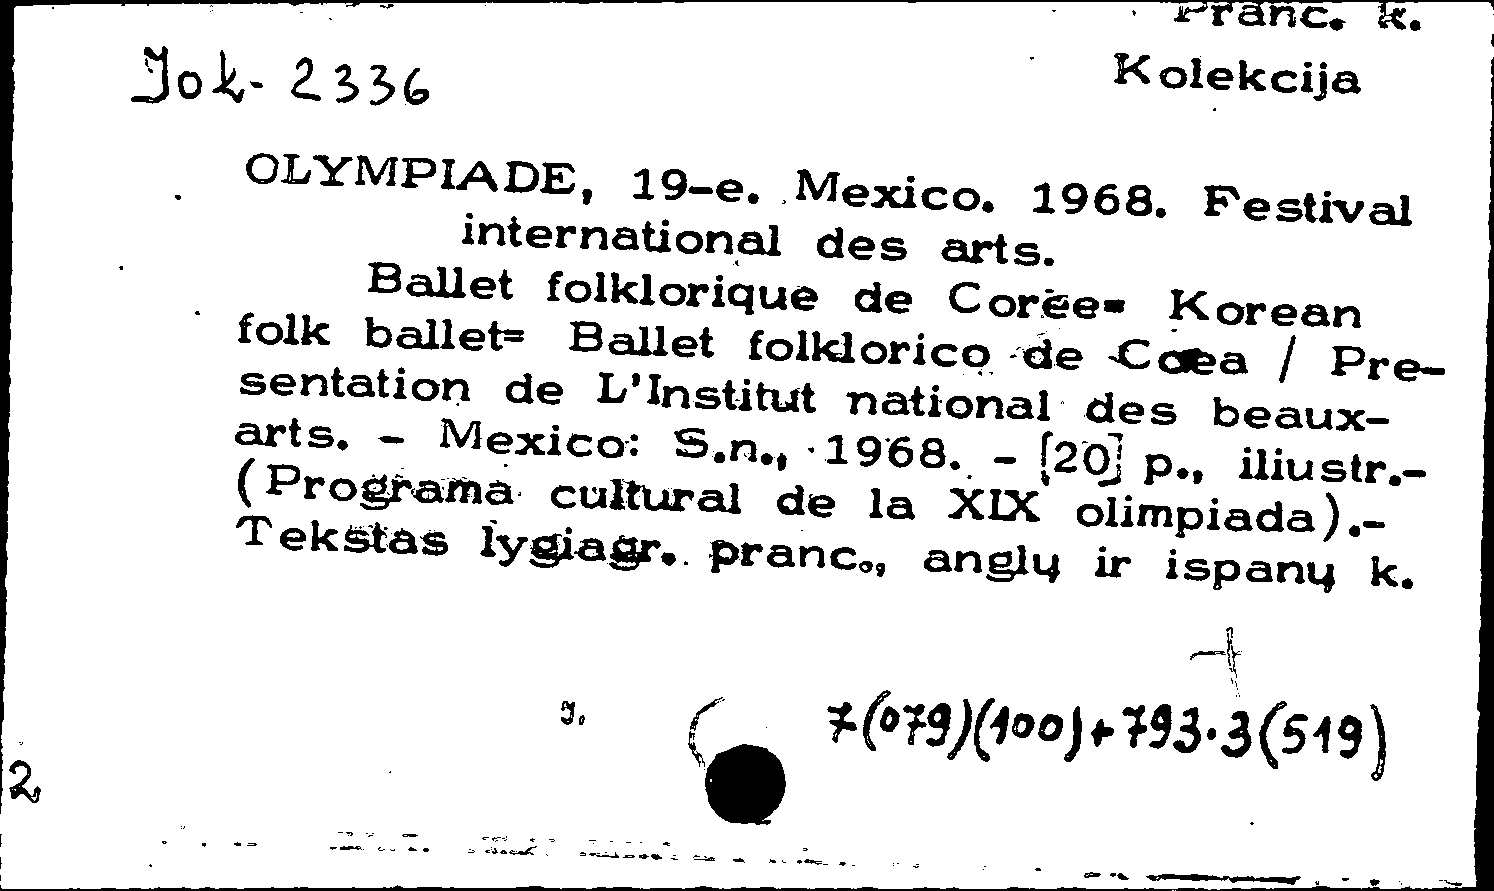 Pranc. k.
Jok- 2336
Kolekcija
OLYMPIADE, 19-e. Mexico. 1968. Festival
international des arts.
Ballet folklorique de Corée= Korean
folk ballet= Ballet folklorico de Coea / Pre-
sentation de L'Institut national des beaux-
arts. - Mexico: S.n., 1968. - [20] p., iliustr.-
(Programa cultural de la XIX olimpiada).-
Tekstas lygiagr. pranc., anglų ir ispanų k.
J.
7(079)(100)+793.3(519)
2